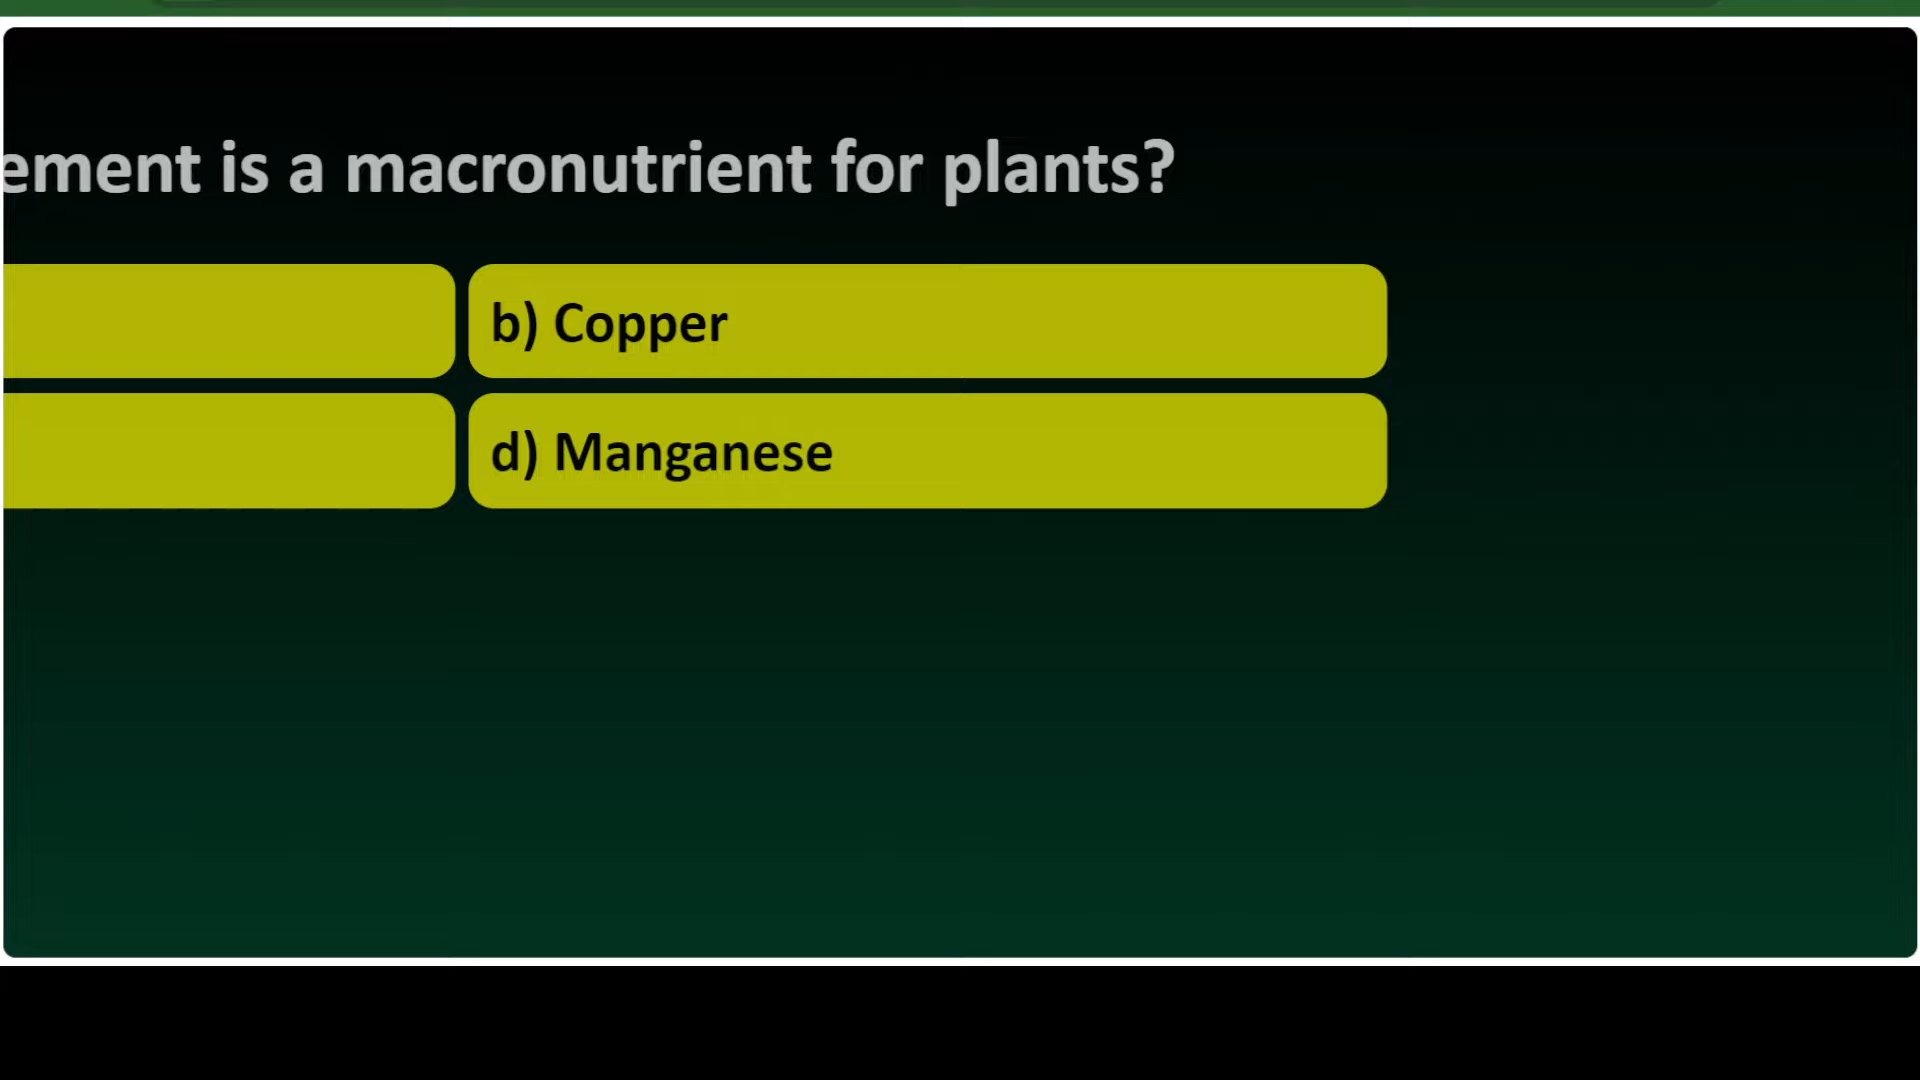 ement is a macronutrient for plants?
b) Copper
d) Manganese